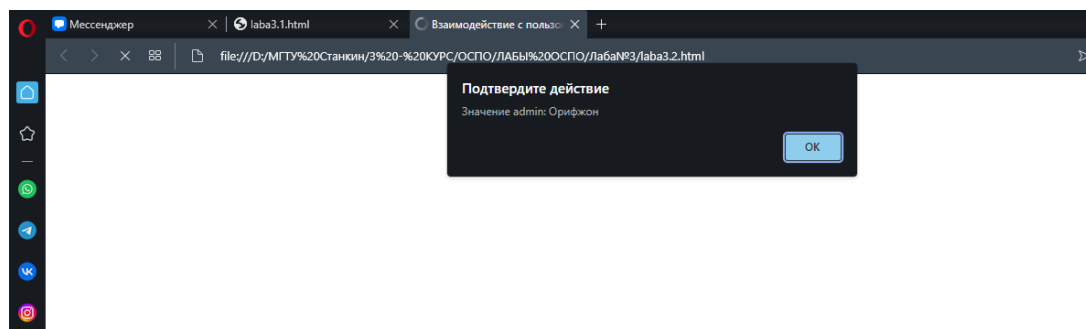 Мессенджер
laba3.1.html
Взаимодействие с пользо
file:///D:/МГТУ%20Станкин/3%20-%20КУРС/ОСПО/ЛАБЫ%20ОСПО/Лаба№3/laba3.2.html
Подтвердите действие
Значение admin: Орифжон
ОК